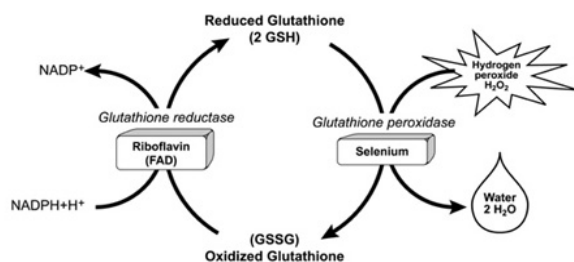 Reduced Glutathione
(2 GSH)
NADP⁺
Hydrogen
peroxide
H₂O₂
Glutathione reductase
Glutathione peroxidase
Riboflavin
(FAD)
Selenium
NADPH+H⁺
Water
2 H₂O
(GSSG)
Oxidized Glutathione